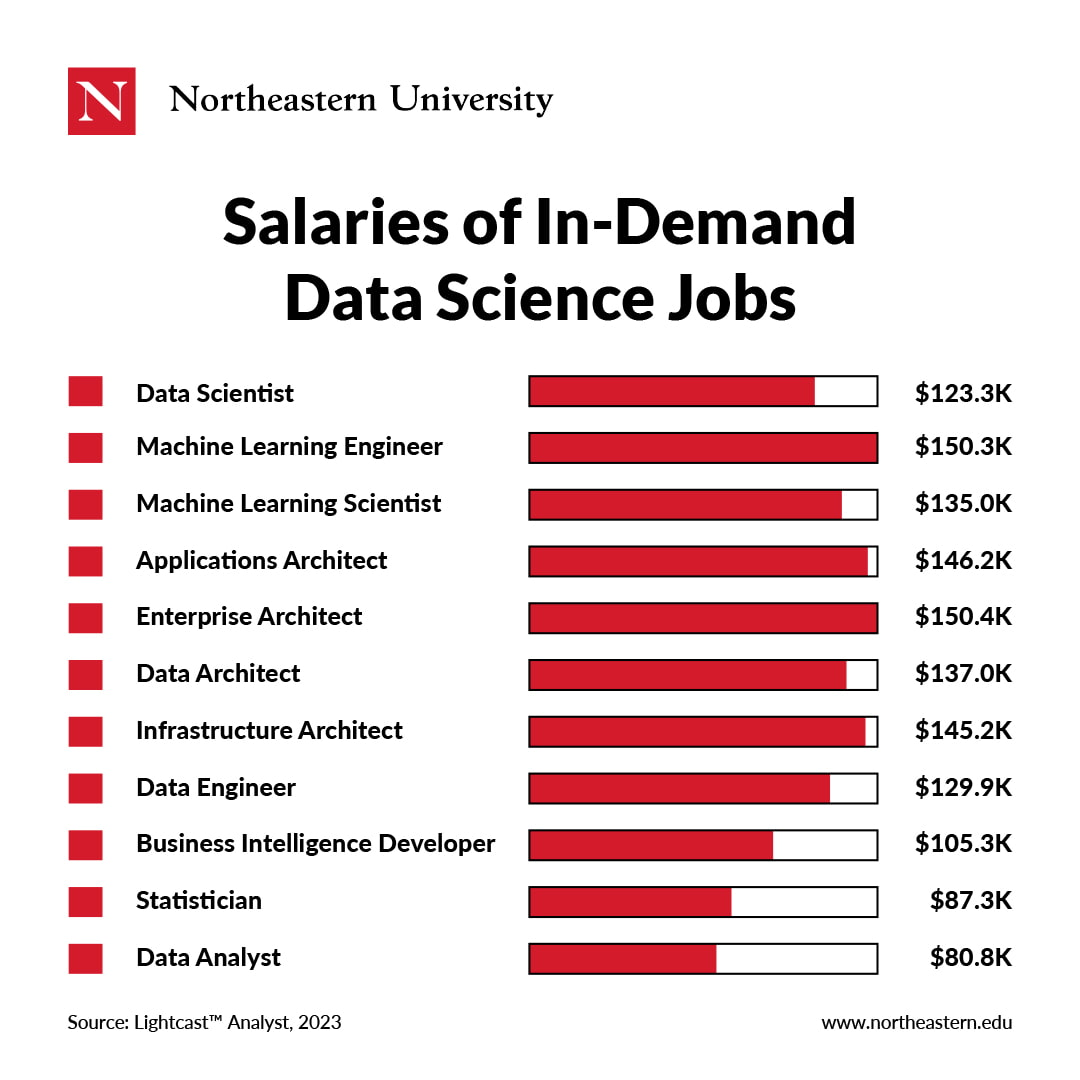 N Northeastern University
Salaries of In-Demand
Data Science Jobs
Data Scientist $123.3K
Machine Learning Engineer $150.3K
Machine Learning Scientist $135.0K
Applications Architect $146.2K
Enterprise Architect $150.4K
Data Architect $137.0K
Infrastructure Architect $145.2K
Data Engineer $129.9K
Business Intelligence Developer $105.3K
Statistician $87.3K
Data Analyst $80.8K
Source: Lightcast™ Analyst, 2023 www.northeastern.edu